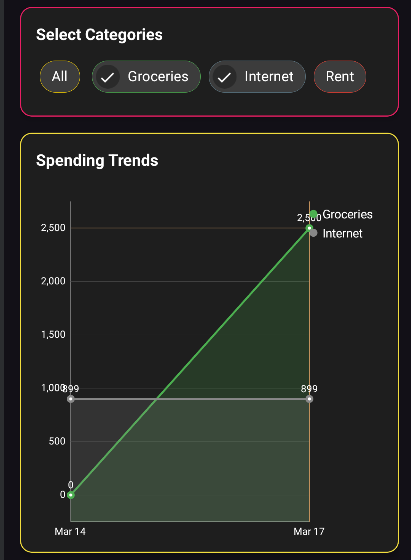 Select Categories
All
Groceries
Internet
Rent
Spending Trends
2,500
Groceries
Internet
2,500
2,000
1,500
1,000
899
899
500
0
0
Mar 14
Mar 17